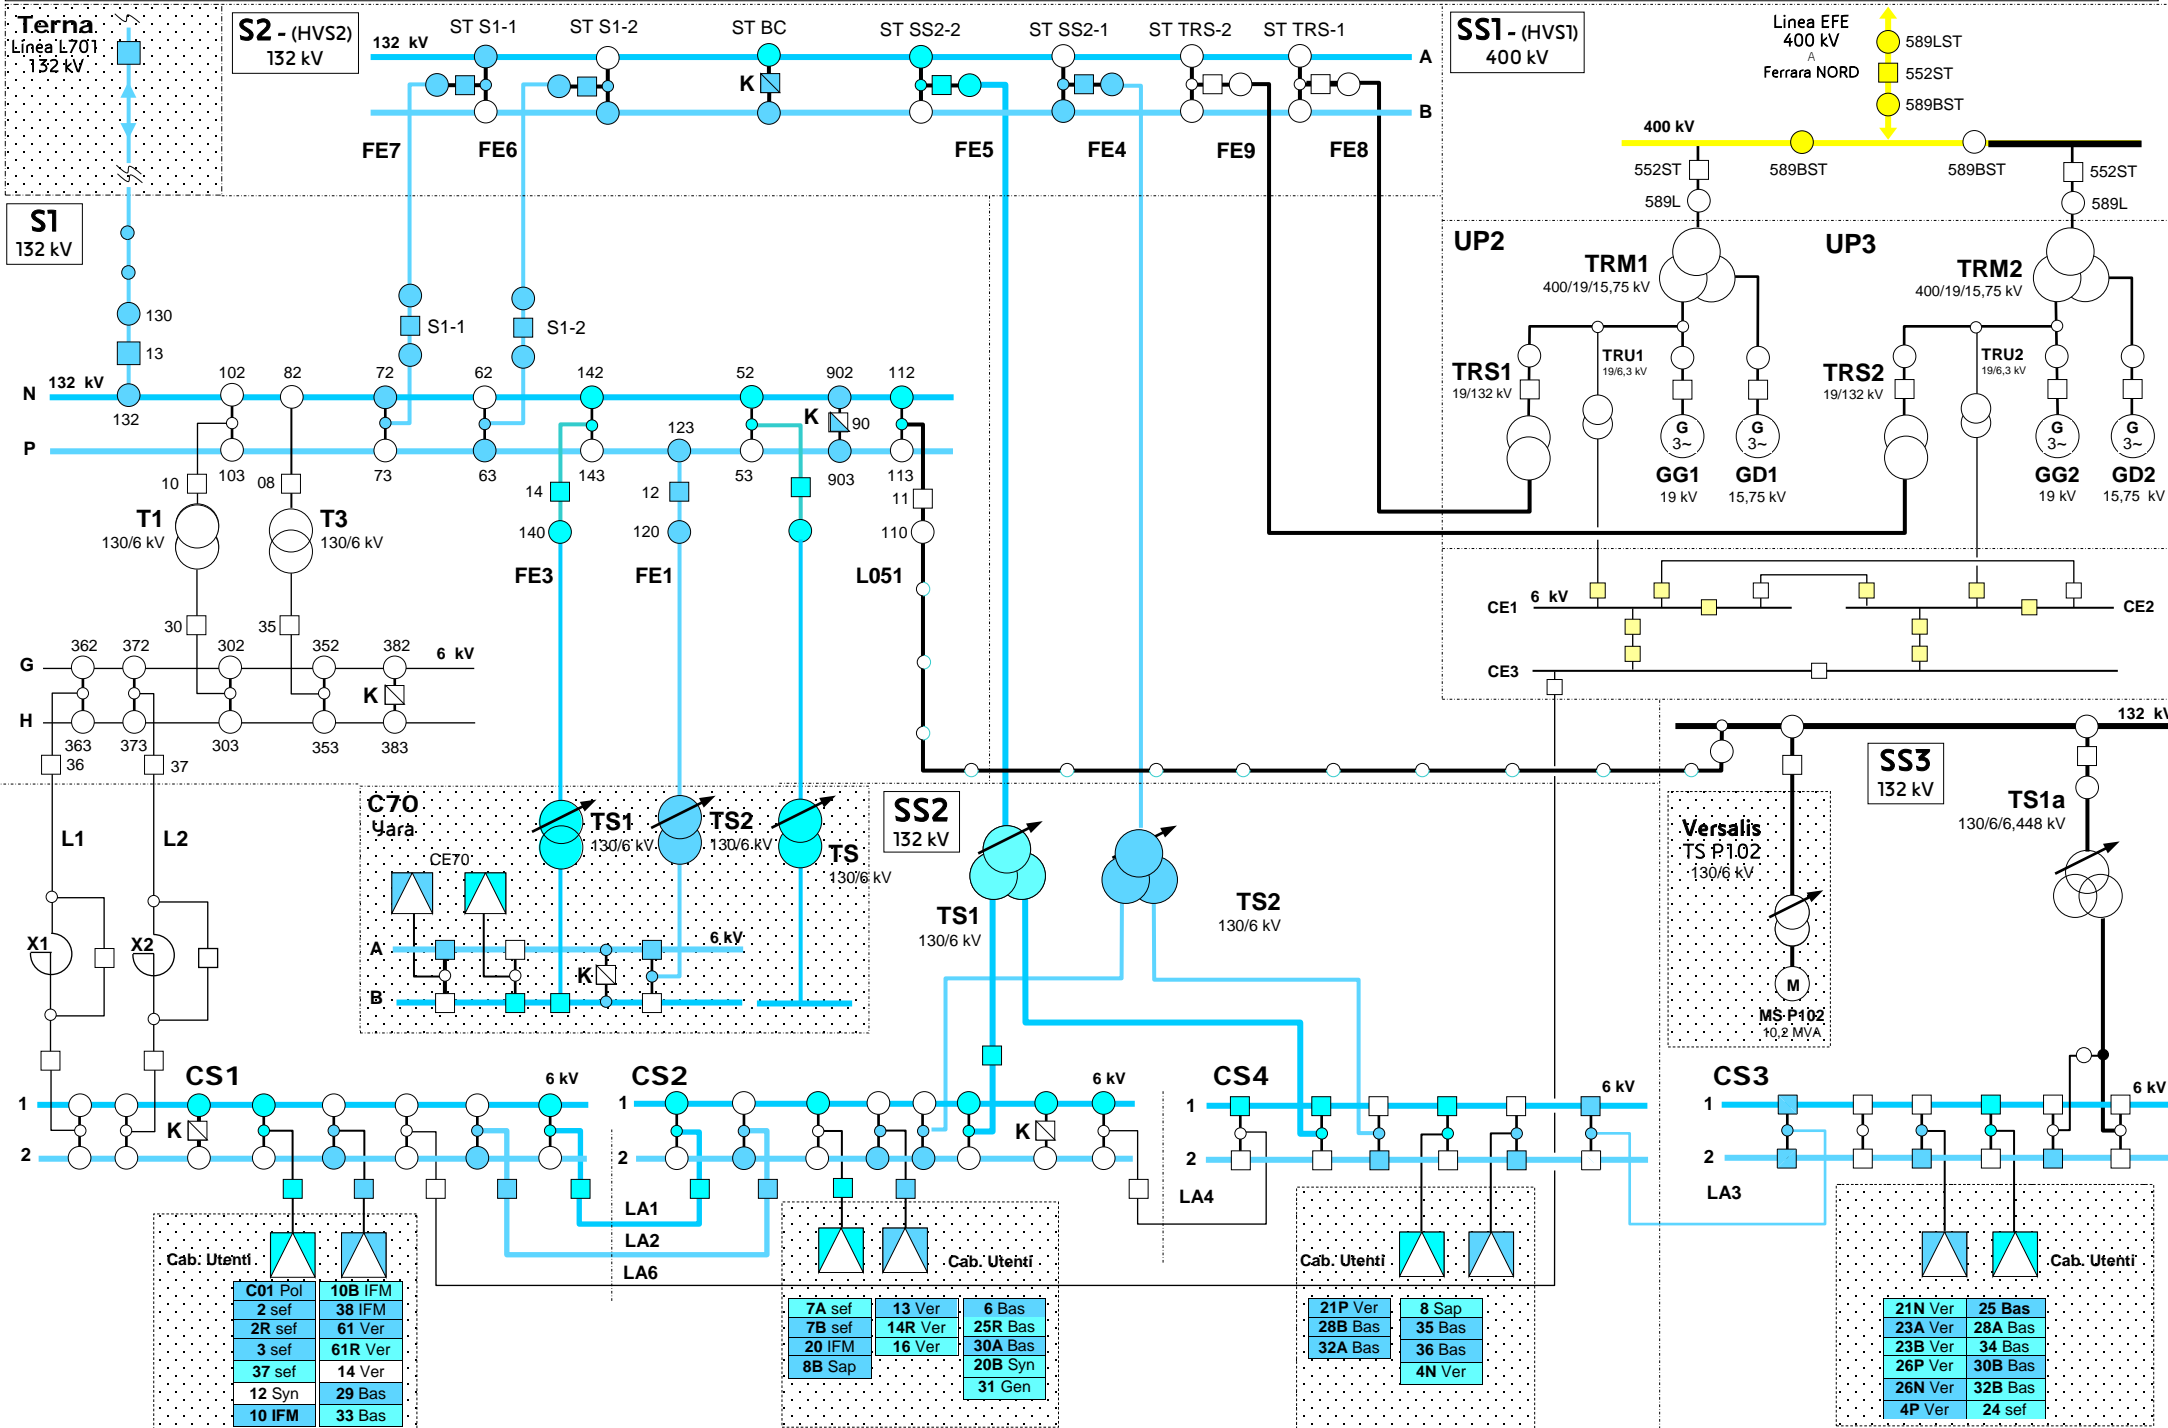 Terna
Linea L701
132 kV
S2 - (HVS2)
132 kV
132 kV
ST S1-1
ST S1-2
ST BC
ST SS2-2
ST SS2-1
ST TRS-2
ST TRS-1
A
K
B
FE7
FE6
FE5
FE4
FE9
FE8
SS1 - (HVS1)
400 kV
Linea EFE
400 kV
A
Ferrara NORD
589LST
552ST
589BST
400 kV
552ST
589BST
589BST
552ST
589L
589L
S1
132 kV
130
13
S1-1
S1-2
N
132 kV
132
102
82
72
62
142
52
902
112
K
90
P
103
73
63
143
123
53
903
113
10
08
14
12
11
T1
130/6 kV
T3
130/6 kV
140
120
110
FE3
FE1
L051
30
35
362
372
302
352
382
6 kV
G
K
H
363
373
303
353
383
36
37
L1
L2
X1
X2
UP2
UP3
TRM1
400/19/15,75 kV
TRM2
400/19/15,75 kV
TRS1
19/132 kV
TRU1
19/6,3 kV
TRS2
19/132 kV
TRU2
19/6,3 kV
G
3~
G
3~
G
3~
G
3~
GG1
19 kV
GD1
15,75 kV
GG2
19 kV
GD2
15,75 kV
CE1
6 kV
CE2
CE3
132 kV
SS3
132 kV
TS1a
130/6/6,448 kV
Versalis
TS P102
130/6 kV
M
MS P102
10,2 MVA
C70
Yara
CE70
TS1
130/6 kV
TS2
130/6 kV
TS
130/6 kV
A
6 kV
K
B
SS2
132 kV
TS1
130/6 kV
TS2
130/6 kV
CS1
6 kV
1
K
2
CS2
6 kV
1
K
2
CS4
6 kV
1
2
CS3
6 kV
1
2
LA1
LA2
LA6
LA4
LA3
Cab. Utenti
C01 Pol
2 sef
2R sef
3 sef
37 sef
12 Syn
10 IFM
10B IFM
38 IFM
61 Ver
61R Ver
14 Ver
29 Bas
33 Bas
Cab. Utenti
7A sef
7B sef
20 IFM
8B Sap
13 Ver
14R Ver
16 Ver
6 Bas
25R Bas
30A Bas
20B Syn
31 Gen
Cab. Utenti
21P Ver
28B Bas
32A Bas
8 Sap
35 Bas
36 Bas
4N Ver
Cab. Utenti
21N Ver
23A Ver
23B Ver
26P Ver
26N Ver
4P Ver
25 Bas
28A Bas
34 Bas
30B Bas
32B Bas
24 sef